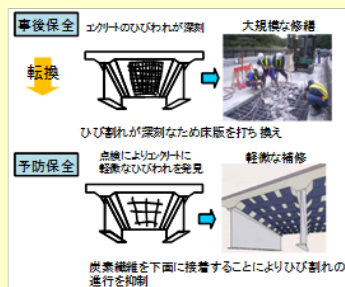 事後保全
コンクリートのひびわれが深刻
大規模な修繕
転換
ひび割れが深刻なため床版を打ち換え
予防保全
点検によりコンクリートに
軽微なひびわれを発見
軽微な補修
炭素繊維を下面に接着することによりひび割れの
進行を抑制